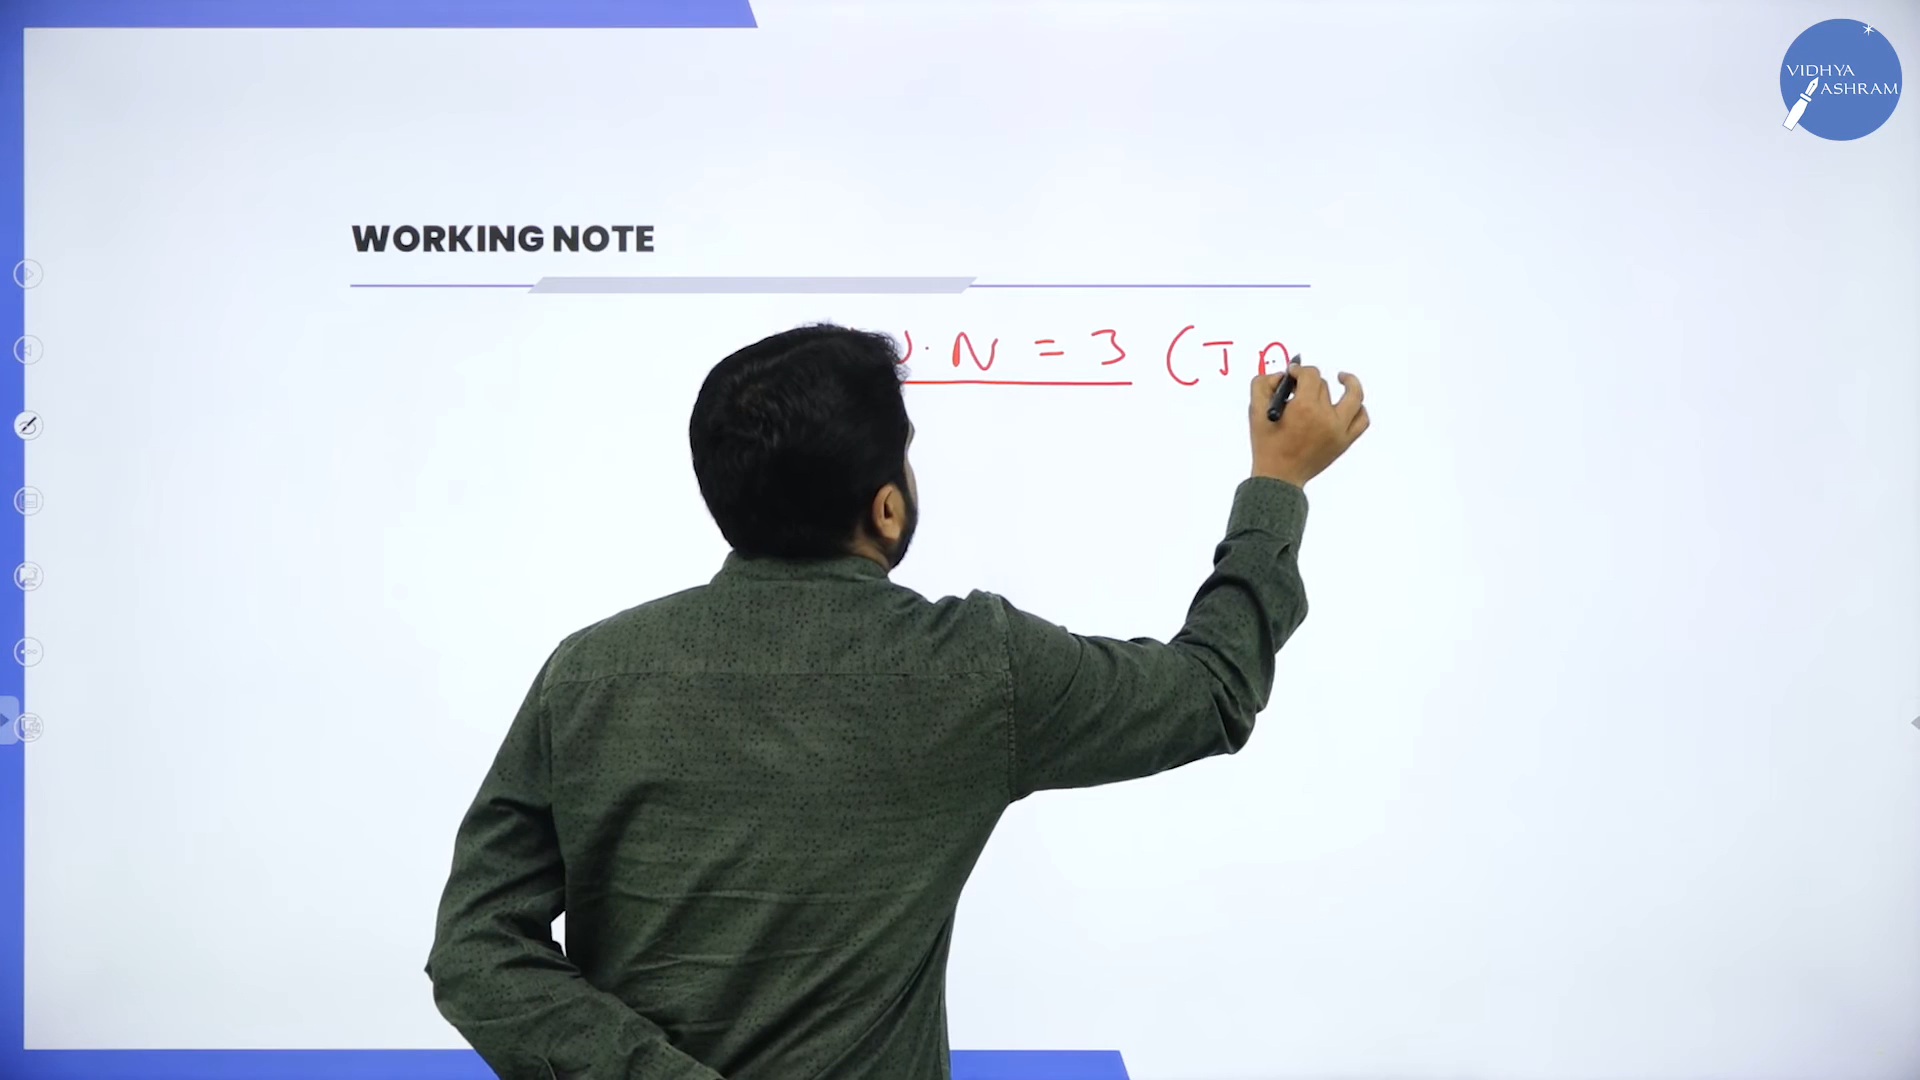 VIDHYA
ASHRAM
WORKING NOTE
. N = 3 (J